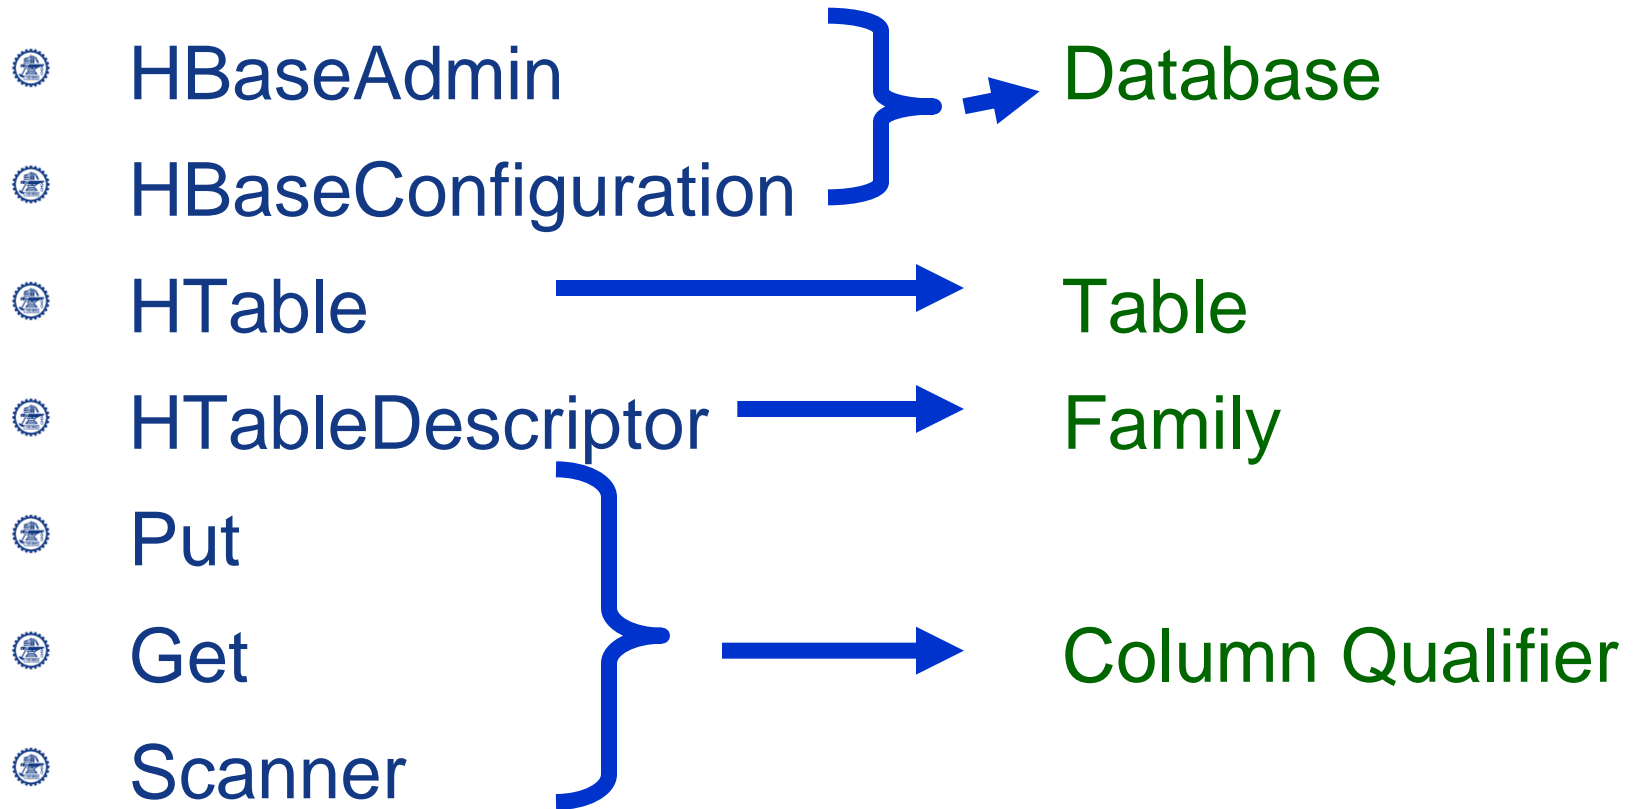 HBaseAdmin
Database
HBaseConfiguration
HTable
Table
HTableDescriptor
Family
Put
Get
Column Qualifier
Scanner